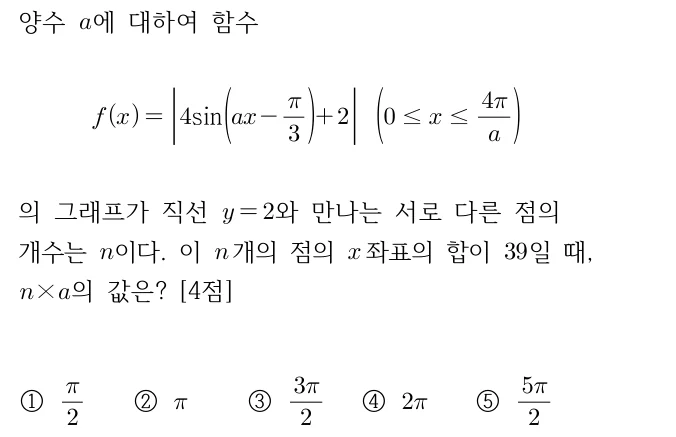 양수 a에 대하여 함수
f(x) = |4sin(ax - π/3) + 2| (0 ≤ x ≤ 4π/a)
의 그래프가 직선 y=2와 만나는 서로 다른 점의
개수는 n이다. 이 n개의 점의 x좌표의 합이 39일 때,
n×a의 값은? [4점]
① π/2 ② π ③ 3π/2 ④ 2π ⑤ 5π/2